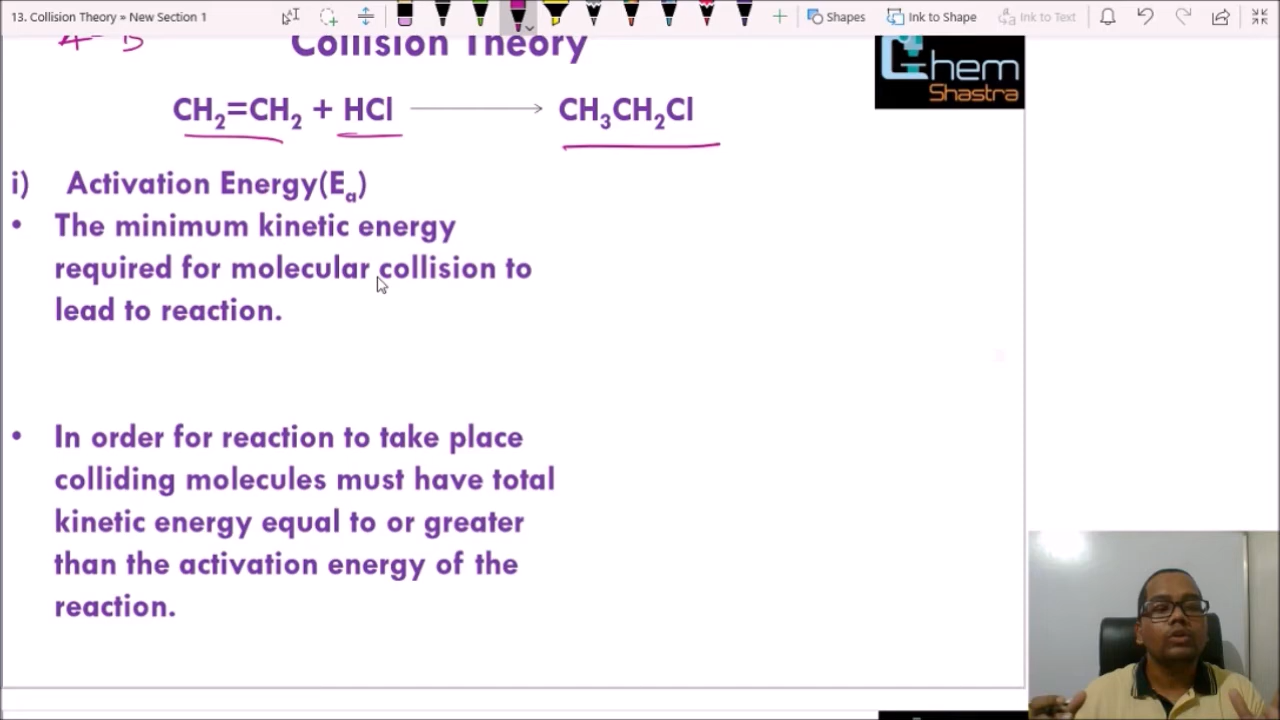 13. Collision Theory » New Section 1
Shapes
Ink to Shape
Ink to Text
A B
Collision Theory
Chem
Shastra
CH₂=CH₂ + HCl ⟶ CH₃CH₂Cl
i) Activation Energy(Eₐ)
• The minimum kinetic energy
required for molecular collision to
lead to reaction.
• In order for reaction to take place
colliding molecules must have total
kinetic energy equal to or greater
than the activation energy of the
reaction.